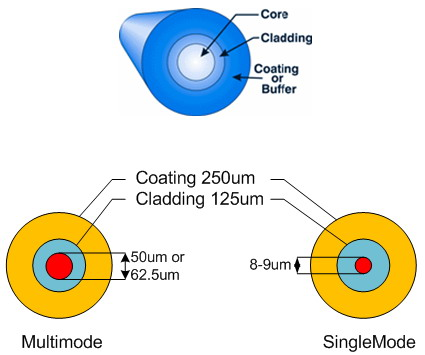 Core
Cladding
Coating
or
Buffer
Coating 250um
Cladding 125um
50um or
62.5um
8-9um
Multimode
SingleMode